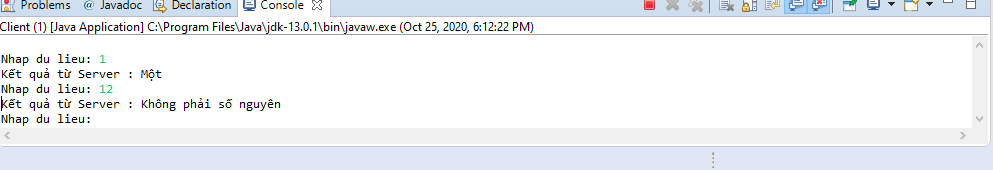 Problems @ Javadoc Declaration Console
Client (1) [Java Application] C:\Program Files\Java\jdk-13.0.1\bin\javaw.exe (Oct 25, 2020, 6:12:22 PM)
Nhap du lieu: 1
Kết quả từ Server : Một
Nhap du lieu: 12
Kết quả từ Server : Không phải số nguyên
Nhap du lieu: